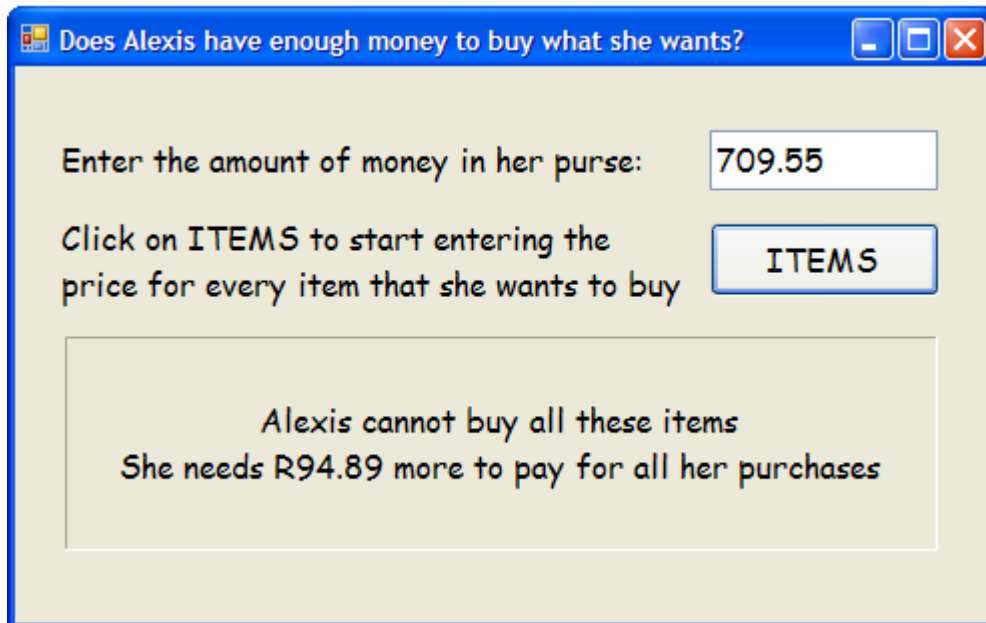 Does Alexis have enough money to buy what she wants?
Enter the amount of money in her purse:
709.55
Click on ITEMS to start entering the
price for every item that she wants to buy
ITEMS
Alexis cannot buy all these items
She needs R94.89 more to pay for all her purchases